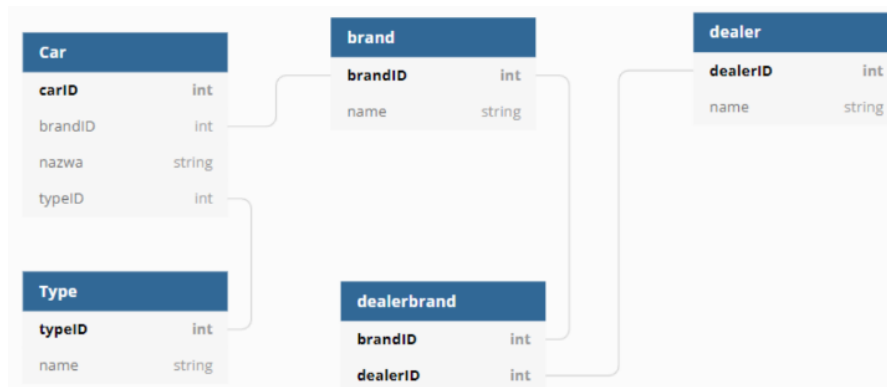 Car
carID int
brandID int
nazwa string
typeID int
brand
brandID int
name string
dealer
dealerID int
name string
Type
typeID int
name string
dealerbrand
brandID int
dealerID int